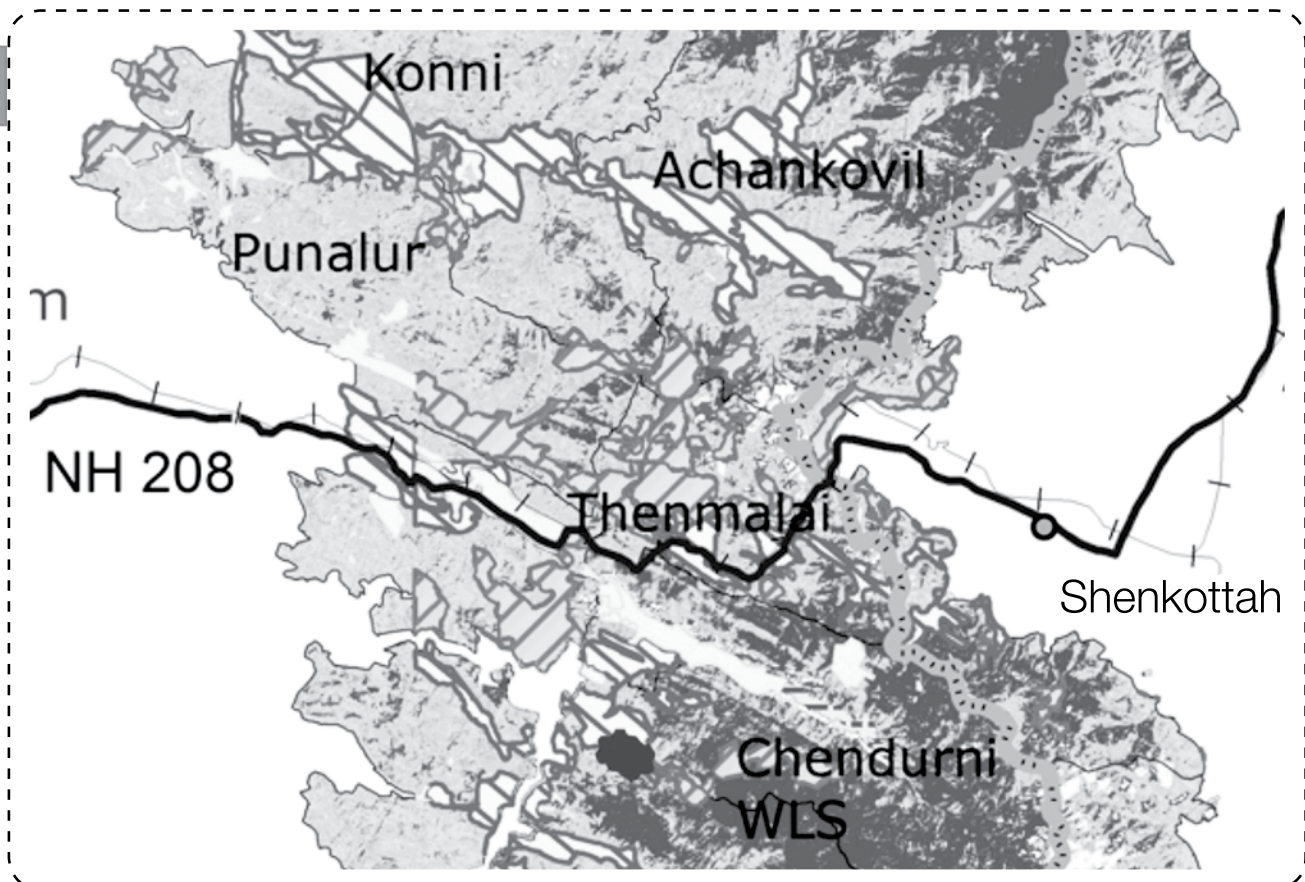 Konni
Achankovil
Punalur
m
NH 208
Thenmalai
Shenkottah
Chendurni
WLS